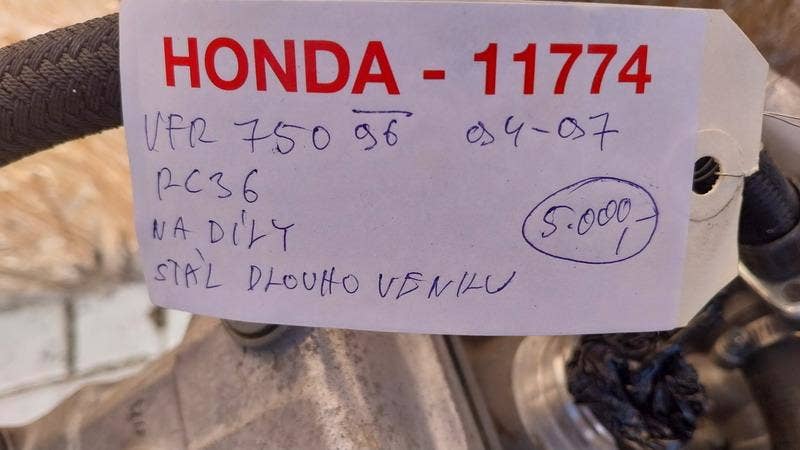 HONDA - 11774
VFR 750 96 94-97
RC36
NA DÍLY
5.000,-
STÁL DLOUHO VENKU